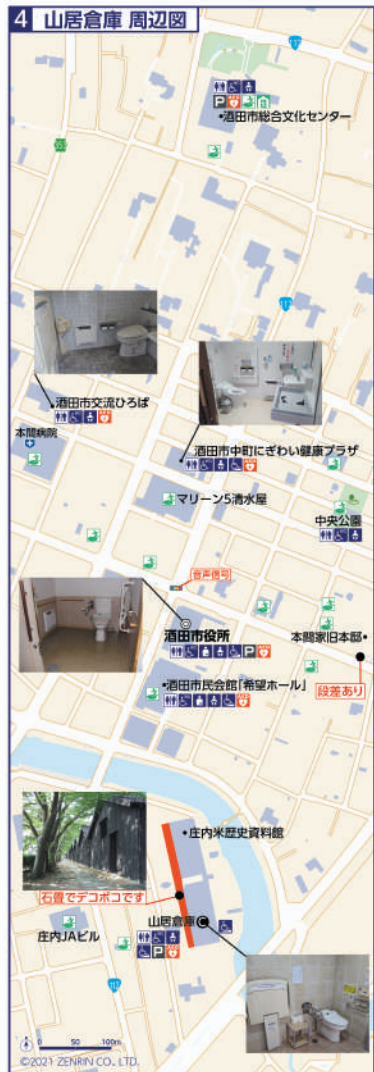 4 山居倉庫 周辺図
117
P
酒田市総合文化センター
353
117
酒田市交流ひろば
本間病院
酒田市中町にぎわい健康プラザ
マリーン5清水屋
中央公園
音声信号
酒田市役所
P
本間家旧本邸
段差あり
酒田市民会館「希望ホール」
庄内米歴史資料館
石畳でデコボコです
山居倉庫 C
P
庄内JAビル
112
0 50 100m
©2021 ZENRIN CO., LTD.